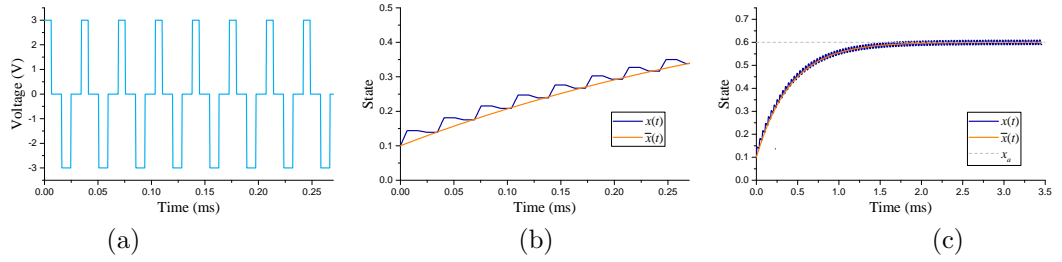 3
2
1
0
-1
-2
-3
Voltage (V)
0.00
0.05
0.10
0.15
0.20
0.25
Time (ms)
(a)
0.4
0.3
0.2
0.1
0.0
State
x(t)
x̅(t)
0.00
0.05
0.10
0.15
0.20
0.25
Time (ms)
(b)
0.7
0.6
0.5
0.4
0.3
0.2
0.1
0.0
State
x(t)
x̅(t)
xₐ
0.0
0.5
1.0
1.5
2.0
2.5
3.0
3.5
Time (ms)
(c)